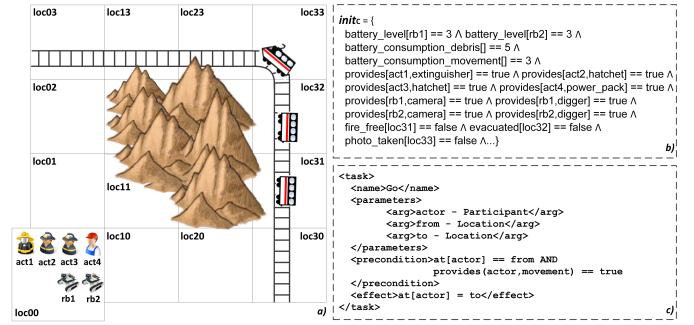 loc03
loc13
loc23
loc33
loc02
loc32
loc01
loc11
loc31
loc10
loc20
loc30
act1
act2
act3
act4
rb1
rb2
loc00
a)
initc = {
battery_level[rb1] == 3 Λ battery_level[rb2] == 3 Λ
battery_consumption_debris[] == 5 Λ
battery_consumption_movement[] == 3 Λ
provides[act1,extinguisher] == true Λ provides[act2,hatchet] == true Λ
provides[act3,hatchet] == true Λ provides[act4,power_pack] == true Λ
provides[rb1,camera] == true Λ provides[rb1,digger] == true Λ
provides[rb2,camera] == true Λ provides[rb2,digger] == true Λ
fire_free[loc31] == false Λ evacuated[loc32] == false Λ
photo_taken[loc33] == false Λ...}
b)
<task>
<name>Go</name>
<parameters>
<arg>actor - Participant</arg>
<arg>from - Location</arg>
<arg>to - Location</arg>
</parameters>
<precondition>at[actor] == from AND
provides(actor,movement) == true
</precondition>
<effect>at[actor] = to</effect>
</task>
c)